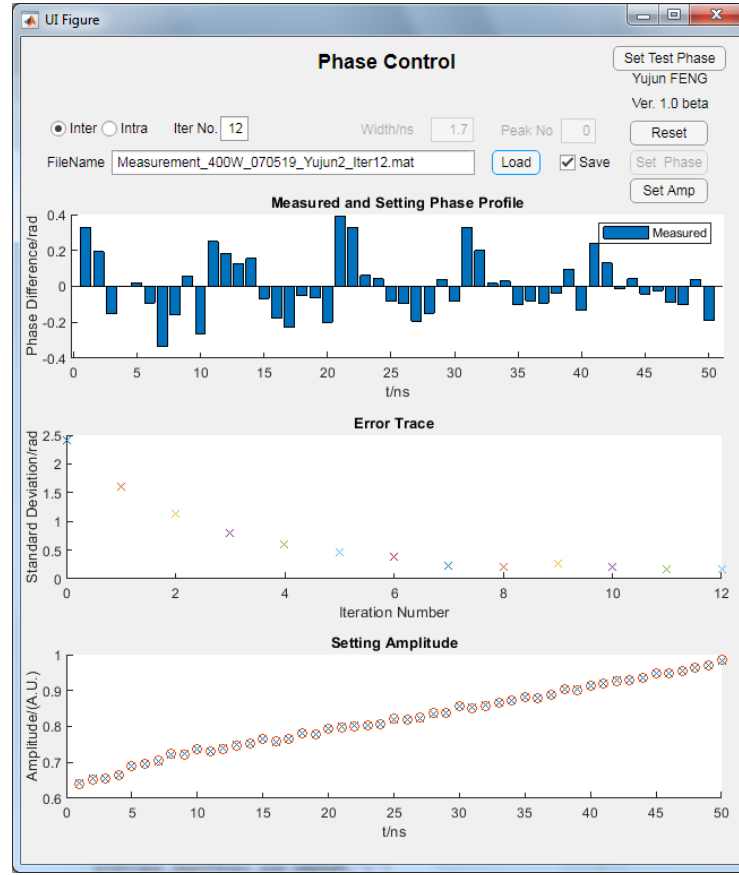 UI Figure
Phase Control
Set Test Phase
Yujun FENG
Ver. 1.0 beta
Inter Intra Iter No. 12 Width/ns 1.7 Peak No 0 Reset
FileName Measurement_400W_070519_Yujun2_Iter12.mat Load Save Set Phase
Set Amp
Measured and Setting Phase Profile
Measured
Phase Difference/rad
0.4
0.2
0
-0.2
-0.4
0 5 10 15 20 25 30 35 40 45 50
t/ns
Error Trace
Standard Deviation/rad
2.5
2
1.5
1
0.5
0
0 2 4 6 8 10 12
Iteration Number
Setting Amplitude
Amplitude/(A.U.)
1
0.9
0.8
0.7
0.6
0 5 10 15 20 25 30 35 40 45 50
t/ns